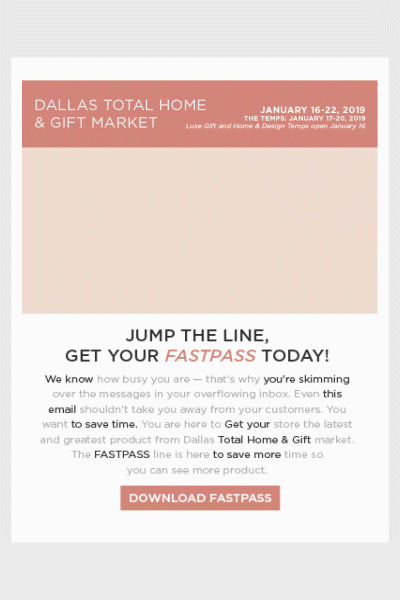 DALLAS TOTAL HOME
& GIFT MARKET
JANUARY 16-22, 2019
THE TEMPS: JANUARY 17-20, 2019
Luxe Gift and Home & Design Temps open January 16
JUMP THE LINE,
GET YOUR FASTPASS TODAY!
We know how busy you are — that's why you're skimming
over the messages in your overflowing inbox. Even this
email shouldn't take you away from your customers. You
want to save time. You are here to Get your store the latest
and greatest product from Dallas Total Home & Gift market.
The FASTPASS line is here to save more time so
you can see more product.
DOWNLOAD FASTPASS